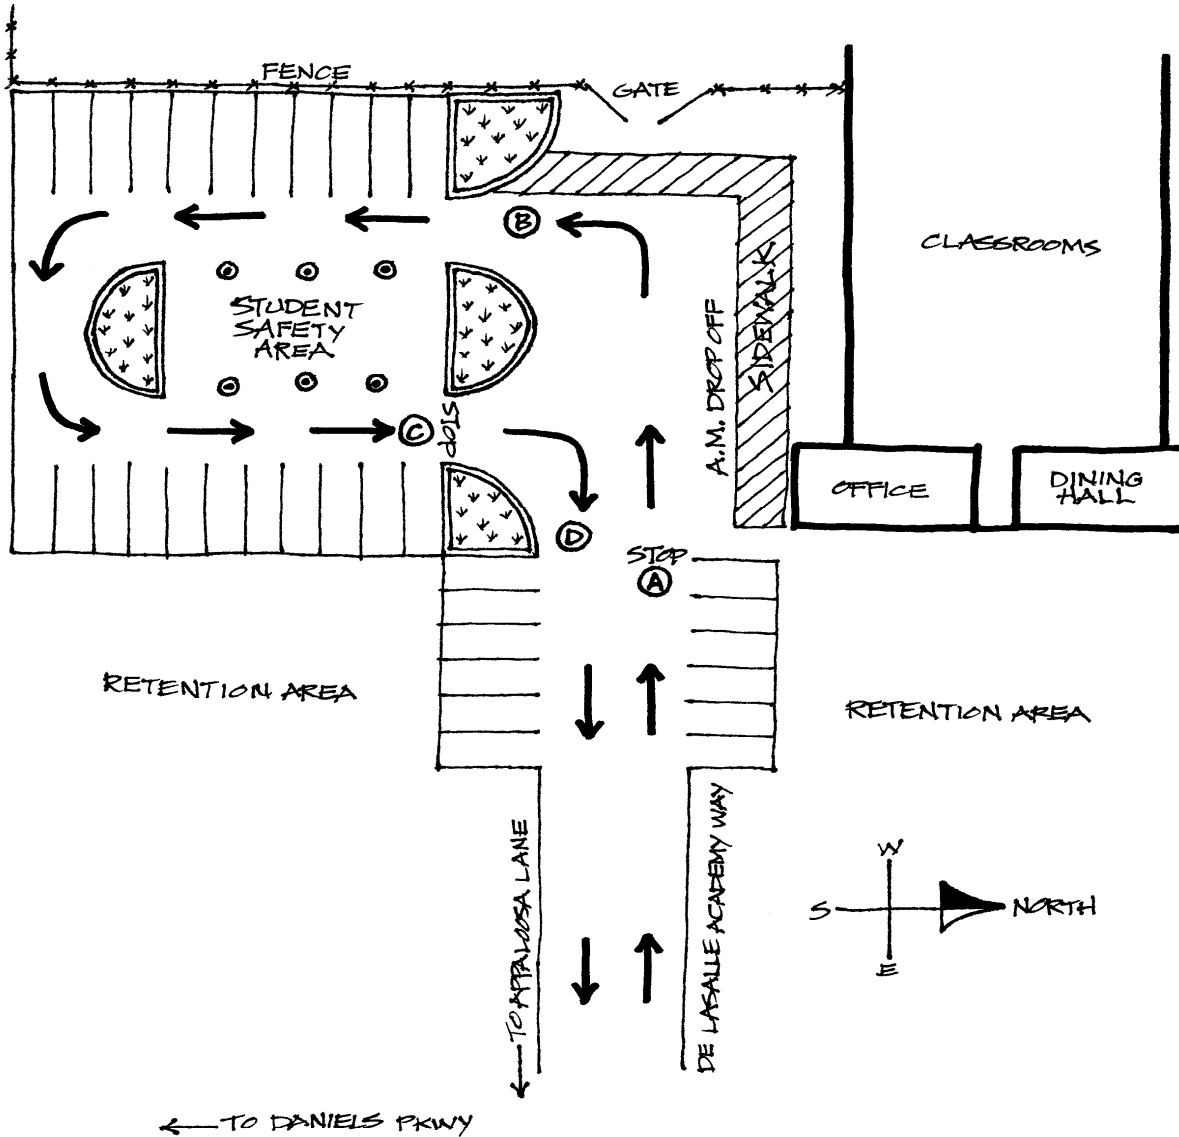 FENCE
GATE
B
CLASSROOMS
STUDENT
SAFETY
AREA
SIDEWALK
A.M. DROP OFF
STOP
C
OFFICE
DINING
HALL
D
STOP
A
RETENTION AREA
RETENTION AREA
TO APPALOOSA LANE
DE LASALLE ACADEMY WAY
W
S
NORTH
E
TO DANIELS PKWY